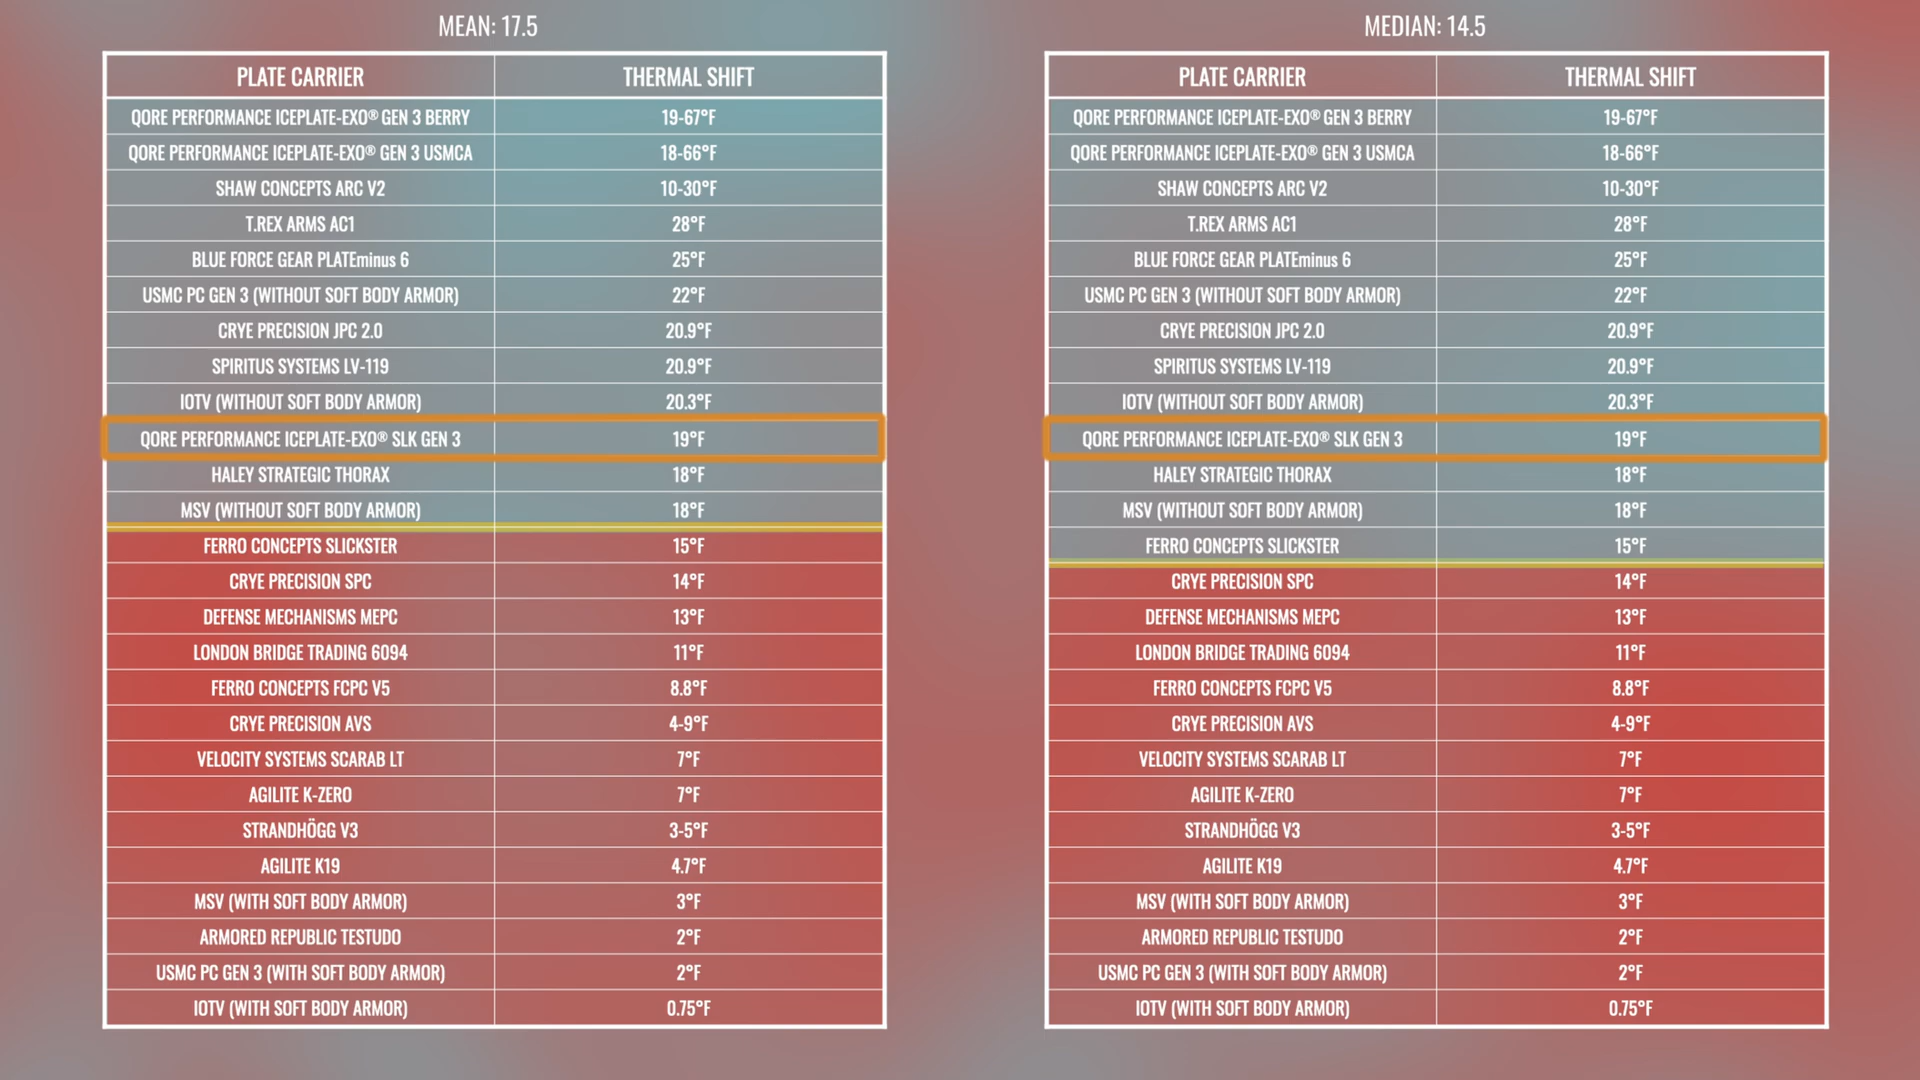 MEAN: 17.5
PLATE CARRIER THERMAL SHIFT
QORE PERFORMANCE ICEPLATE-EXO® GEN 3 BERRY 19-67°F
QORE PERFORMANCE ICEPLATE-EXO® GEN 3 USMCA 18-66°F
SHAW CONCEPTS ARC V2 10-30°F
T.REX ARMS AC1 28°F
BLUE FORCE GEAR PLATEminus 6 25°F
USMC PC GEN 3 (WITHOUT SOFT BODY ARMOR) 22°F
CRYE PRECISION JPC 2.0 20.9°F
SPIRITUS SYSTEMS LV-119 20.9°F
IOTV (WITHOUT SOFT BODY ARMOR) 20.3°F
QORE PERFORMANCE ICEPLATE-EXO® SLK GEN 3 19°F
HALEY STRATEGIC THORAX 18°F
MSV (WITHOUT SOFT BODY ARMOR) 18°F
FERRO CONCEPTS SLICKSTER 15°F
CRYE PRECISION SPC 14°F
DEFENSE MECHANISMS MEPC 13°F
LONDON BRIDGE TRADING 6094 11°F
FERRO CONCEPTS FCPC V5 8.8°F
CRYE PRECISION AVS 4-9°F
VELOCITY SYSTEMS SCARAB LT 7°F
AGILITE K-ZERO 7°F
STRANDHÖGG V3 3-5°F
AGILITE K19 4.7°F
MSV (WITH SOFT BODY ARMOR) 3°F
ARMORED REPUBLIC TESTUDO 2°F
USMC PC GEN 3 (WITH SOFT BODY ARMOR) 2°F
IOTV (WITH SOFT BODY ARMOR) 0.75°F
MEDIAN: 14.5
PLATE CARRIER THERMAL SHIFT
QORE PERFORMANCE ICEPLATE-EXO® GEN 3 BERRY 19-67°F
QORE PERFORMANCE ICEPLATE-EXO® GEN 3 USMCA 18-66°F
SHAW CONCEPTS ARC V2 10-30°F
T.REX ARMS AC1 28°F
BLUE FORCE GEAR PLATEminus 6 25°F
USMC PC GEN 3 (WITHOUT SOFT BODY ARMOR) 22°F
CRYE PRECISION JPC 2.0 20.9°F
SPIRITUS SYSTEMS LV-119 20.9°F
IOTV (WITHOUT SOFT BODY ARMOR) 20.3°F
QORE PERFORMANCE ICEPLATE-EXO® SLK GEN 3 19°F
HALEY STRATEGIC THORAX 18°F
MSV (WITHOUT SOFT BODY ARMOR) 18°F
FERRO CONCEPTS SLICKSTER 15°F
CRYE PRECISION SPC 14°F
DEFENSE MECHANISMS MEPC 13°F
LONDON BRIDGE TRADING 6094 11°F
FERRO CONCEPTS FCPC V5 8.8°F
CRYE PRECISION AVS 4-9°F
VELOCITY SYSTEMS SCARAB LT 7°F
AGILITE K-ZERO 7°F
STRANDHÖGG V3 3-5°F
AGILITE K19 4.7°F
MSV (WITH SOFT BODY ARMOR) 3°F
ARMORED REPUBLIC TESTUDO 2°F
USMC PC GEN 3 (WITH SOFT BODY ARMOR) 2°F
IOTV (WITH SOFT BODY ARMOR) 0.75°F